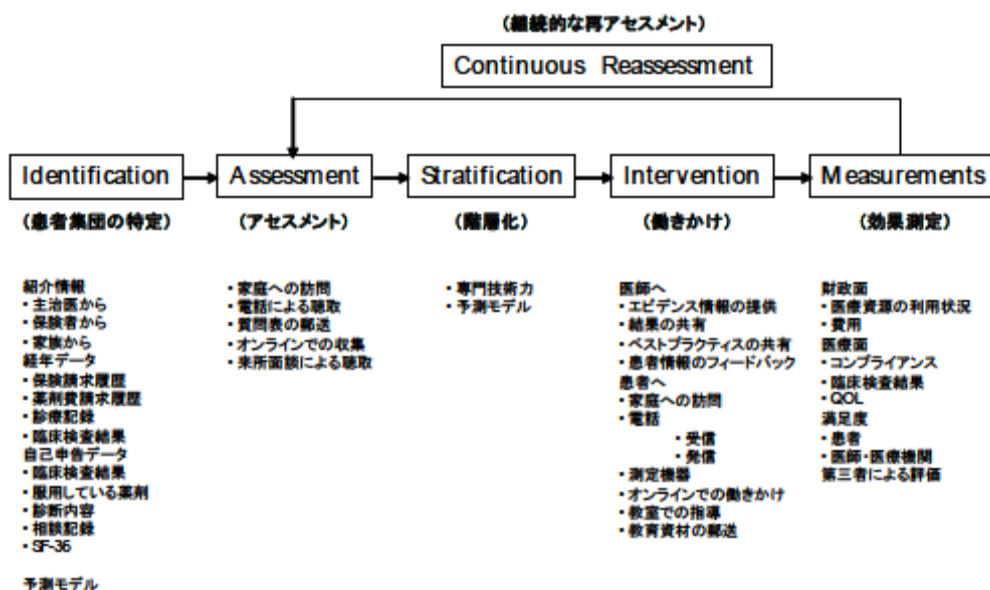 (継続的な再アセスメント)
Continuous Reassessment
Identification
(患者集団の特定)
紹介情報
・主治医から
・保険者から
・家族から
経年データ
・保険請求履歴
・薬剤費請求履歴
・診療記録
・臨床検査結果
自己申告データ
・臨床検査結果
・服用している薬剤
・診断内容
・相談記録
・SF-36
予測モデル
Assessment
(アセスメント)
・家庭への訪問
・電話による聴取
・質問表の郵送
・オンラインでの収集
・来所面談による聴取
Stratification
(階層化)
・専門技術力
・予測モデル
Intervention
(働きかけ)
医師へ
・エビデンス情報の提供
・結果の共有
・ベストプラクティスの共有
・患者情報のフィードバック
患者へ
・家庭への訪問
・電話
・受信
・発信
・測定機器
・オンラインでの働きかけ
・教室での指導
・教育資材の郵送
Measurements
(効果測定)
財政面
・医療資源の利用状況
・費用
医療面
・コンプライアンス
・臨床検査結果
・QOL
満足度
・患者
・医師・医療機関
第三者による評価